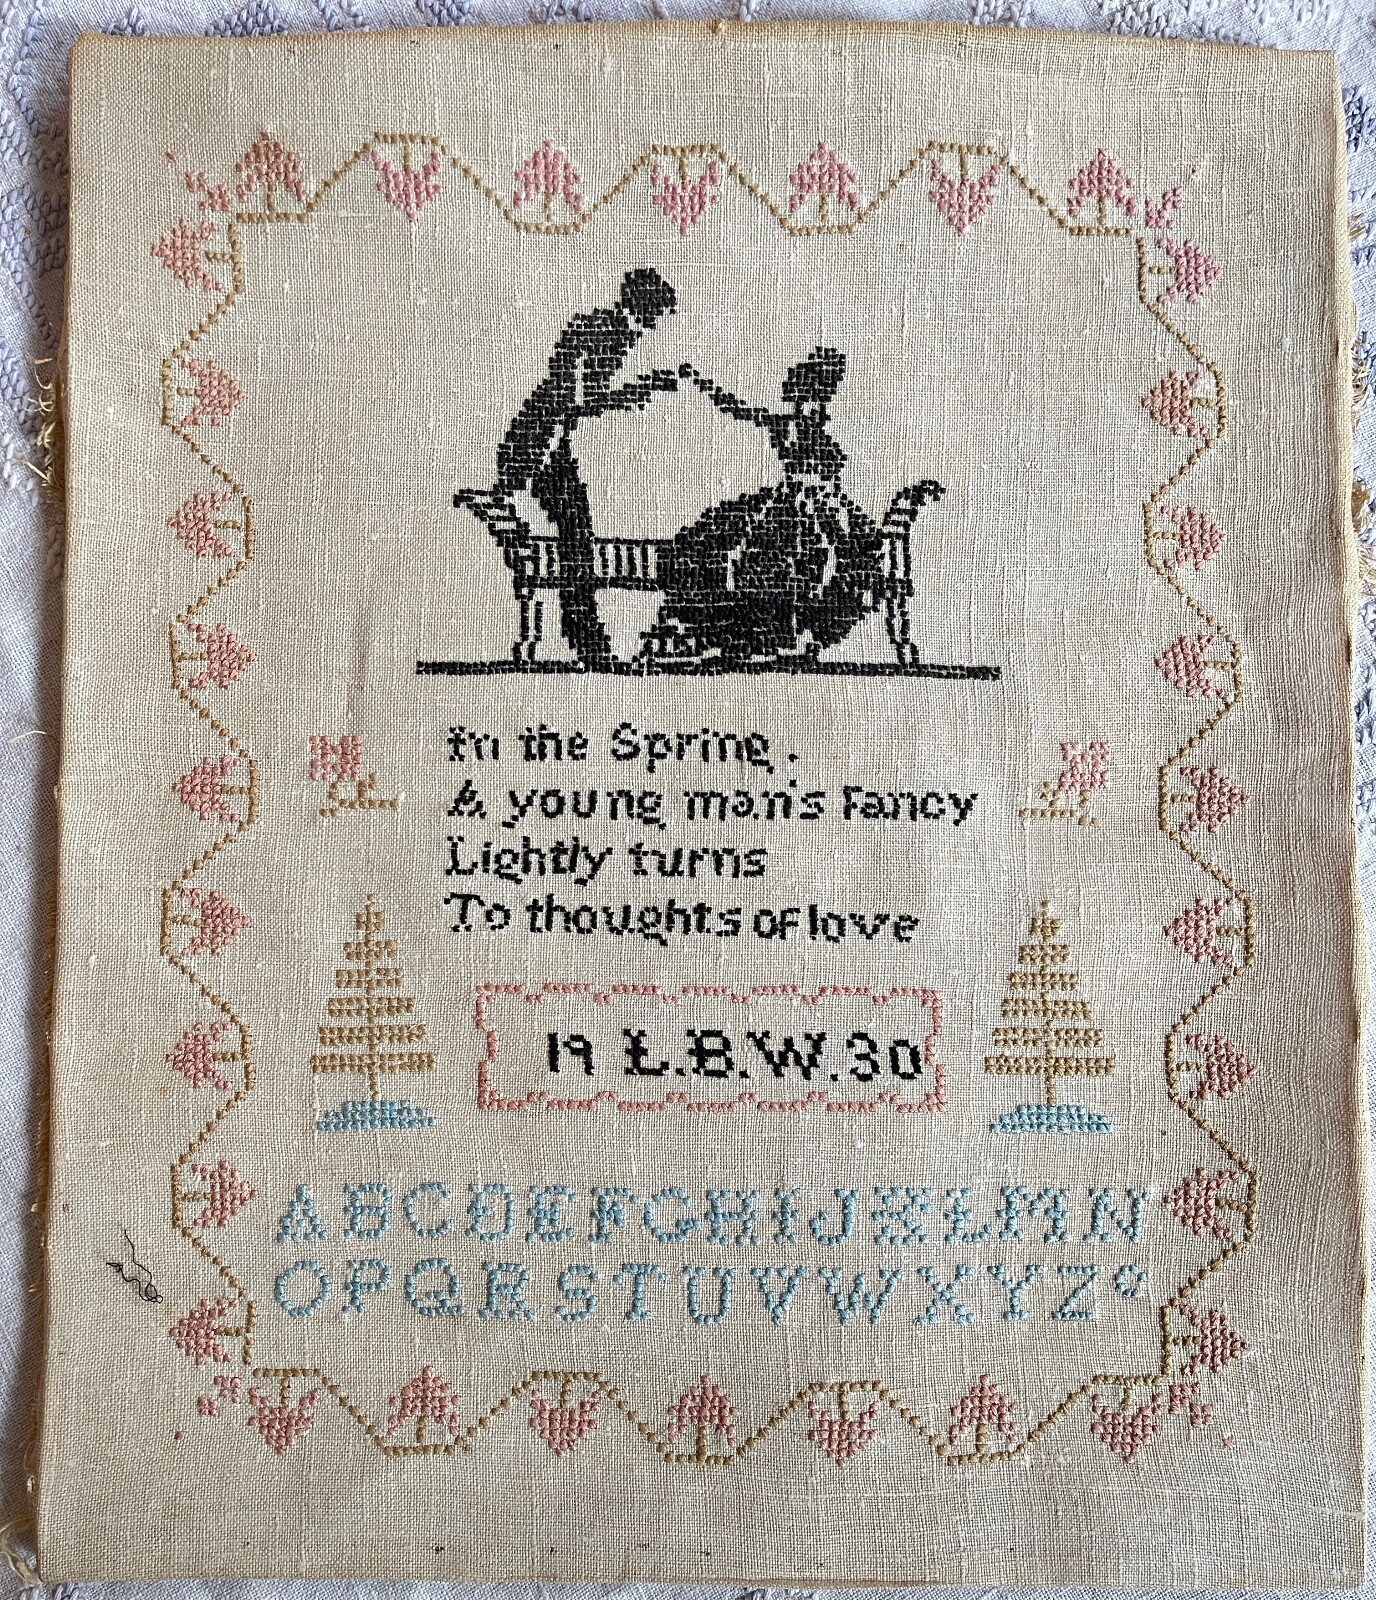 In the Spring.
A young man's Fancy
Lightly turns
To thoughts of love
19 L.B.W. 30
ABCDEFGHIJKLMN
OPQRSTUVWXYZ